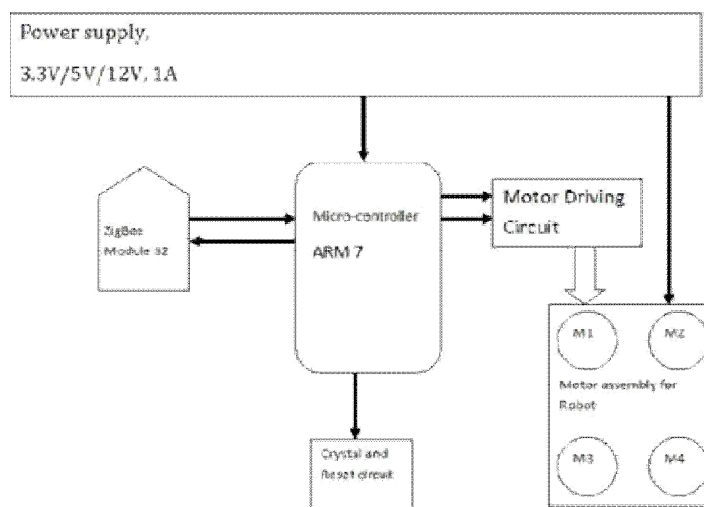 Power supply,
3.3V/5V/12V, 1A
Micro-controller
ARM 7
Motor Driving
Circuit
ZigBee
Module S2
M1
M2
Motor assembly for
Robot
M3
M4
Crystal and
Reset circuit